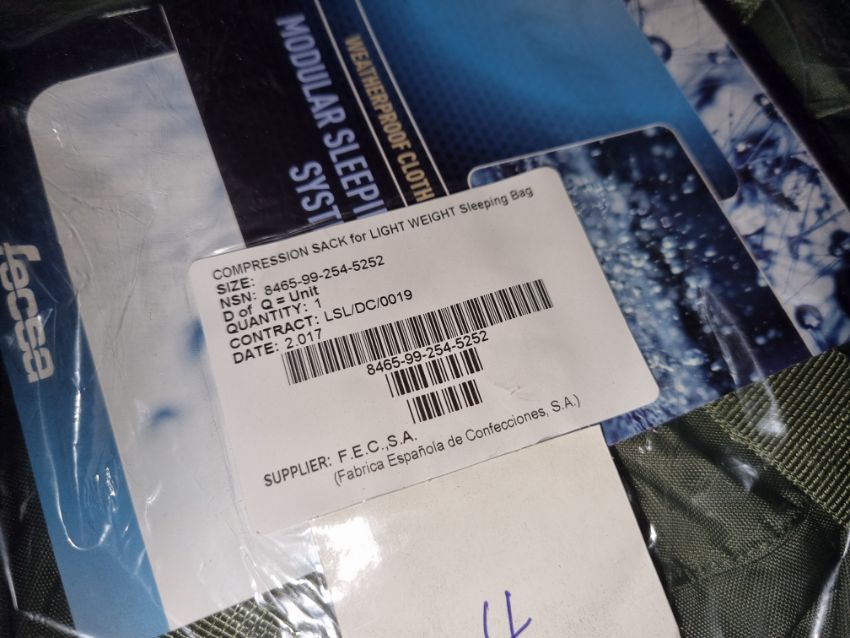 MODULAR SLEEPI
SYST
WEATHERPROOF CLOTH
fecsa
COMPRESSION SACK for LIGHT WEIGHT Sleeping Bag
SIZE:
NSN: 8465-99-254-5252
D of Q = Unit
QUANTITY: 1
CONTRACT: LSL/DC/0019
DATE: 2.017
8465-99-254-5252
SUPPLIER: F.E.C.,S.A.
(Fabrica Española de Confecciones, S.A.)